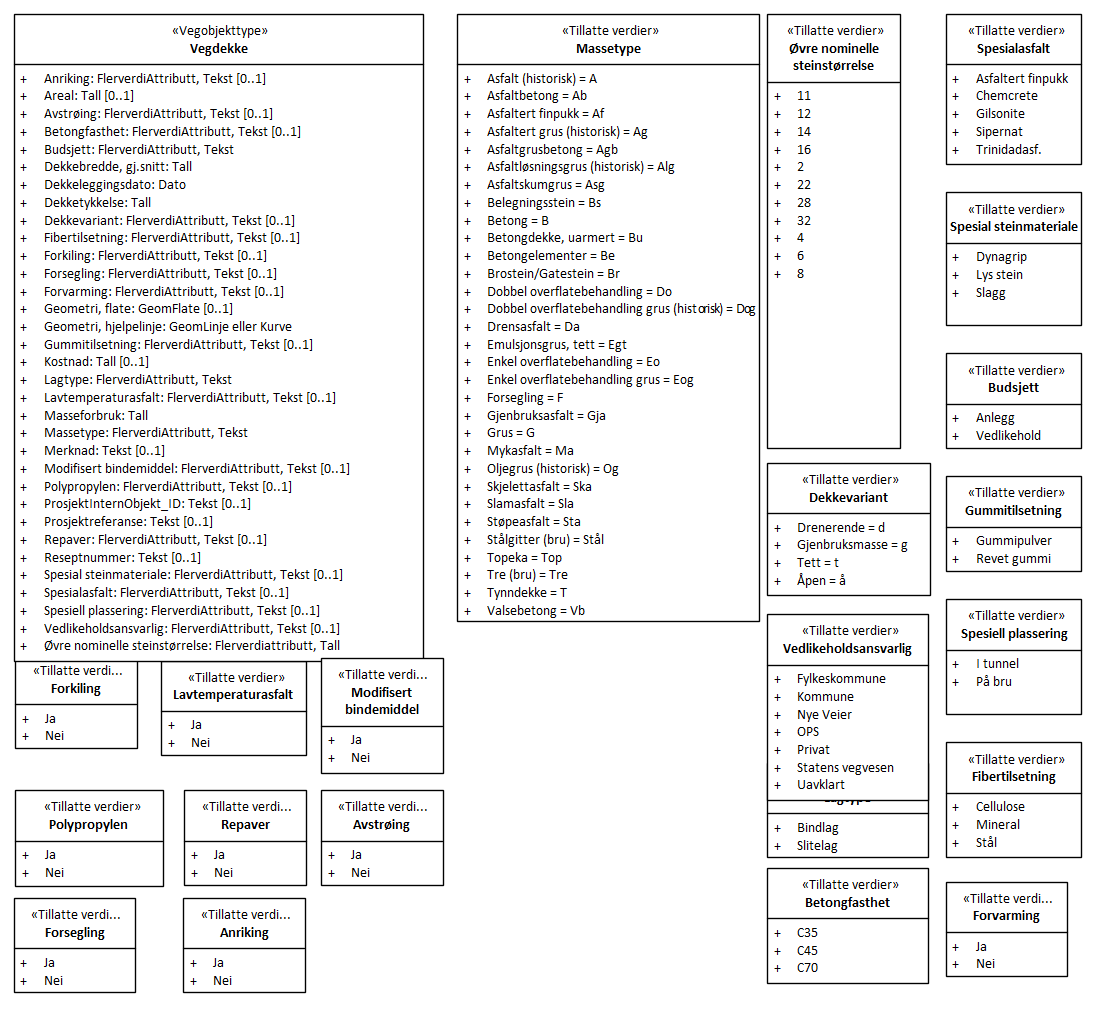 «Vegobjekttype»
Vegdekke
+ Anriking: FlerverdiAttributt, Tekst [0..1]
+ Areal: Tall [0..1]
+ Avstrøing: FlerverdiAttributt, Tekst [0..1]
+ Betongfasthet: FlerverdiAttributt, Tekst [0..1]
+ Budsjett: FlerverdiAttributt, Tekst
+ Dekkebredde, gj.snitt: Tall
+ Dekkeleggingsdato: Dato
+ Dekketykkelse: Tall
+ Dekkevariant: FlerverdiAttributt, Tekst [0..1]
+ Fibertilsetning: FlerverdiAttributt, Tekst [0..1]
+ Forkiling: FlerverdiAttributt, Tekst [0..1]
+ Forsegling: FlerverdiAttributt, Tekst [0..1]
+ Forvarming: FlerverdiAttributt, Tekst [0..1]
+ Geometri, flate: GeomFlate [0..1]
+ Geometri, hjelpelinje: GeomLinje eller Kurve
+ Gummitilsetning: FlerverdiAttributt, Tekst [0..1]
+ Kostnad: Tall [0..1]
+ Lagtype: FlerverdiAttributt, Tekst
+ Lavtemperaturasfalt: FlerverdiAttributt, Tekst [0..1]
+ Masseforbruk: Tall
+ Massetype: FlerverdiAttributt, Tekst
+ Merknad: Tekst [0..1]
+ Modifisert bindemiddel: FlerverdiAttributt, Tekst [0..1]
+ Polypropylen: FlerverdiAttributt, Tekst [0..1]
+ ProsjektInternObjekt_ID: Tekst [0..1]
+ Prosjektreferanse: Tekst [0..1]
+ Repaver: FlerverdiAttributt, Tekst [0..1]
+ Reseptnummer: Tekst [0..1]
+ Spesial steinmateriale: FlerverdiAttributt, Tekst [0..1]
+ Spesialasfalt: FlerverdiAttributt, Tekst [0..1]
+ Spesiell plassering: FlerverdiAttributt, Tekst [0..1]
+ Vedlikeholdsansvarlig: FlerverdiAttributt, Tekst [0..1]
+ Øvre nominelle steinstørrelse: Flerverdiattributt, Tall
«Tillatte verdier»
Massetype
+ Asfalt (historisk) = A
+ Asfaltbetong = Ab
+ Asfaltert finpukk = Af
+ Asfaltert grus (historisk) = Ag
+ Asfaltgrusbetong = Agb
+ Asfaltløsningsgrus (historisk) = Alg
+ Asfaltskumgrus = Asg
+ Belegningsstein = Bs
+ Betong = B
+ Betongdekke, uarmert = Bu
+ Betongelementer = Be
+ Brostein/Gatestein = Br
+ Dobbel overflatebehandling = Do
+ Dobbel overflatebehandling grus (historisk) = Dog
+ Drensasfalt = Da
+ Emulsjonsgrus, tett = Egt
+ Enkel overflatebehandling = Eo
+ Enkel overflatebehandling grus = Eog
+ Forsegling = F
+ Gjenbruksasfalt = Gja
+ Grus = G
+ Mykasfalt = Ma
+ Oljegrus (historisk) = Og
+ Skjelettasfalt = Ska
+ Slamasfalt = Sla
+ Støpeasfalt = Sta
+ Stålgitter (bru) = Stål
+ Topeka = Top
+ Tre (bru) = Tre
+ Tynndekke = T
+ Valsebetong = Vb
«Tillatte verdier»
Øvre nominelle
steinstørrelse
+ 11
+ 12
+ 14
+ 16
+ 2
+ 22
+ 28
+ 32
+ 4
+ 6
+ 8
«Tillatte verdier»
Spesialasfalt
+ Asfaltert finpukk
+ Chemcrete
+ Gilsonite
+ Sipernat
+ Trinidadasf.
«Tillatte verdier»
Spesial steinmateriale
+ Dynagrip
+ Lys stein
+ Slagg
«Tillatte verdier»
Budsjett
+ Anlegg
+ Vedlikehold
«Tillatte verdier»
Dekkevariant
+ Drenerende = d
+ Gjenbruksmasse = g
+ Tett = t
+ Åpen = å
«Tillatte verdier»
Gummitilsetning
+ Gummipulver
+ Revet gummi
«Tillatte verdier»
Vedlikeholdsansvarlig
+ Fylkeskommune
+ Kommune
+ Nye Veier
+ OPS
+ Privat
+ Statens vegvesen
+ Uavklart
«Tillatte verdier»
Spesiell plassering
+ I tunnel
+ På bru
+ Bindlag
+ Slitelag
«Tillatte verdier»
Fibertilsetning
+ Cellulose
+ Mineral
+ Stål
«Tillatte verdi...
Forkiling
+ Ja
+ Nei
«Tillatte verdier»
Lavtemperaturasfalt
+ Ja
+ Nei
«Tillatte verdi...
Modifisert
bindemiddel
+ Ja
+ Nei
«Tillatte verdier»
Polypropylen
+ Ja
+ Nei
«Tillatte verdi...
Repaver
+ Ja
+ Nei
«Tillatte verdi...
Avstrøing
+ Ja
+ Nei
«Tillatte verdi...
Forsegling
+ Ja
+ Nei
«Tillatte verdi...
Anriking
+ Ja
+ Nei
«Tillatte verdier»
Betongfasthet
+ C35
+ C45
+ C70
«Tillatte verdi...
Forvarming
+ Ja
+ Nei